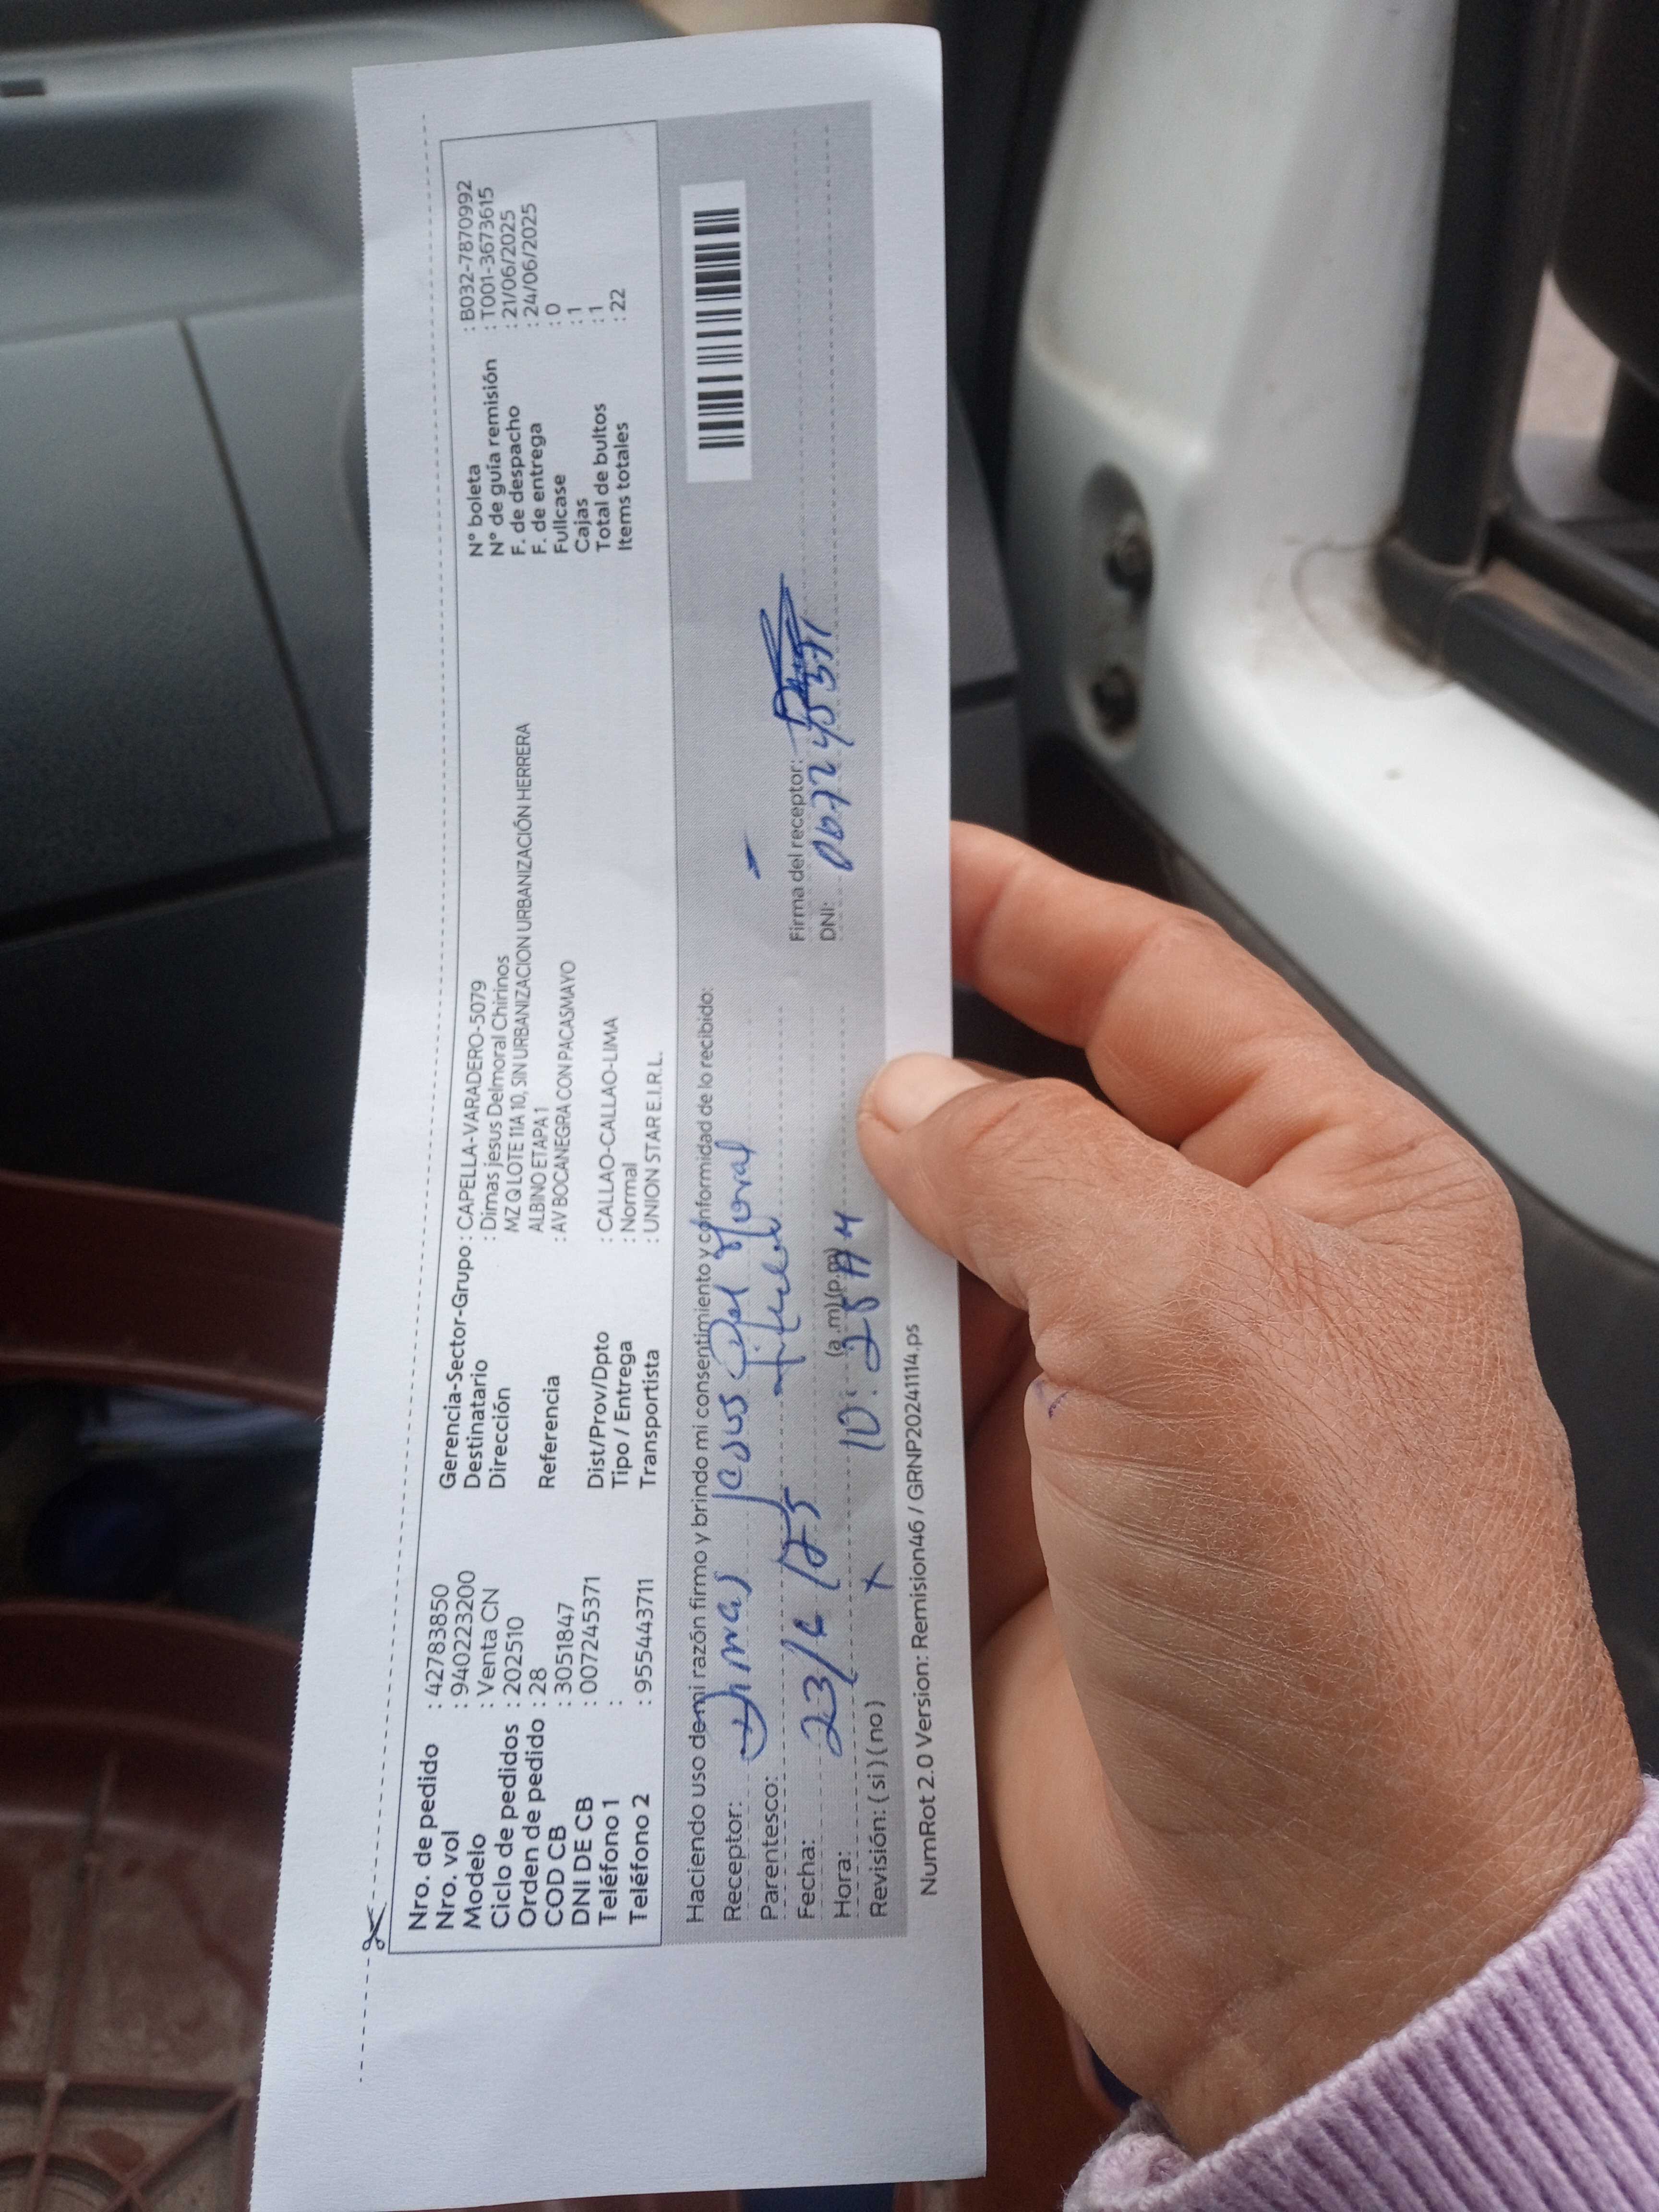 Nro. de pedido : 42783850
Nro. vol : 940223200
Modelo : Venta CN
Ciclo de pedidos : 202510
Orden de pedido : 28
COD CB : 3051847
DNI DE CB : 007245371
Teléfono 1 :
Teléfono 2 : 955443711
Gerencia-Sector-Grupo : CAPELLA-VARADERO-5079
Destinatario : Dimas jesus Delmoral Chirinos
Dirección MZ Q LOTE 11A 10, SIN URBANIZACION URBANIZACIÓN HERRERA
ALBINO ETAPA 1
Referencia : AV BOCANEGRA CON PACASMAYO
Dist/Prov/Dpto : CALLAO-CALLAO-LIMA
Tipo / Entrega : Normal
Transportista : UNION STAR E.I.R.L.
N° boleta : B032-7870992
N° de guía remisión : T001-3673615
F. de despacho : 21/06/2025
F. de entrega : 24/06/2025
Fullcase : 0
Cajas : 1
Total de bultos : 1
Items totales : 22
Haciendo uso de mi razón firmo y brindo mi consentimiento y conformidad de lo recibido:
Receptor: Dimas Jesus Del Moral
Parentesco:
Fecha: 23/6/25
Hora: 10:25 AM (a.m) (p.m)
Revisión: ( si ) ( no ) x
Firma del receptor:
DNI: 007245371
NumRot 2.0 Version: Remision46 / GRNP20241114.ps